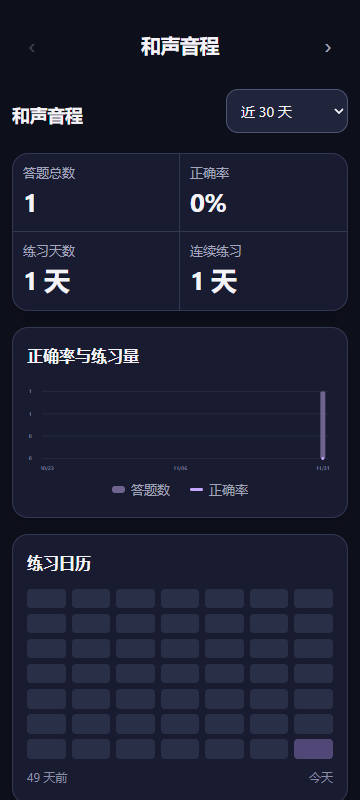 ‹ 和声音程 ›
和声音程
近 30 天
答题总数 正确率
1 0%
练习天数 连续练习
1 天 1 天
正确率与练习量
1
1
0
0
10/23 11/06 11/21
答题数 正确率
练习日历
49 天前 今天